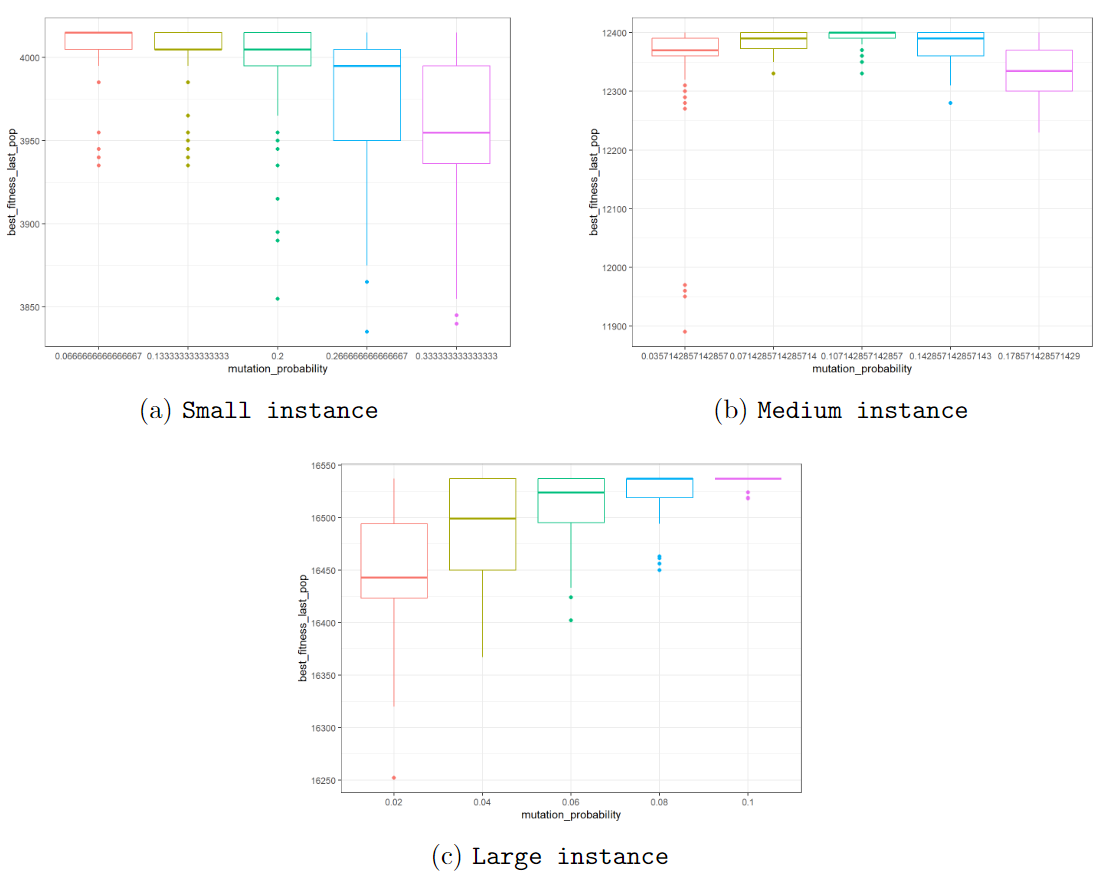 best_fitness_last_pop
4000
3950
3900
3850
0.0666666666666667 0.133333333333333 0.2 0.266666666666667 0.333333333333333
mutation_probability
(a) Small instance
best_fitness_last_pop
12400
12300
12200
12100
12000
11900
0.0357142857142857 0.0714285714285714 0.107142857142857 0.142857142857143 0.178571428571429
mutation_probability
(b) Medium instance
best_fitness_last_pop
16550
16500
16450
16400
16350
16300
16250
0.02 0.04 0.06 0.08 0.1
mutation_probability
(c) Large instance